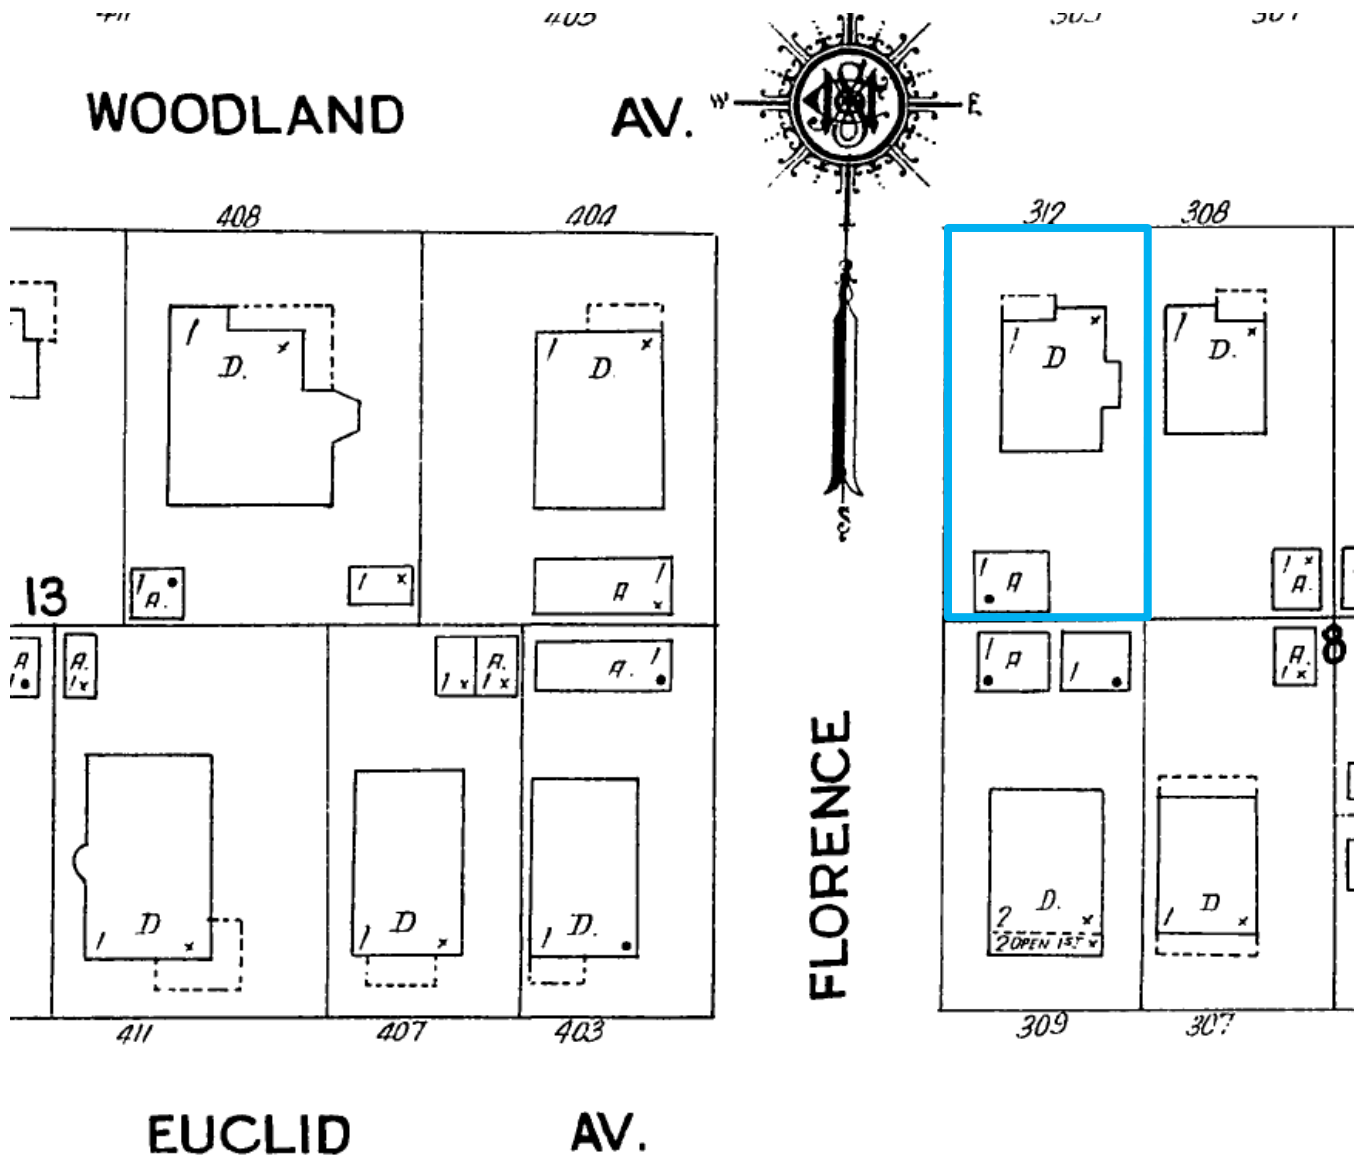 WOODLAND AV. W E
408 404 312 308
1 x D.
1 x D.
1 x D
1 D.
S
1 A.
1 x
A 1 x
1 A
1 x A.
13
A 1
A. 1 x
1 x
A. 1 x
A. 1
1 A
1
A. 1 x
8
FLORENCE
1 D x
1 D x
1 D.
2 D. x
2 OPEN 1ST x
1 D x
411 407 403 309 307
EUCLID AV.